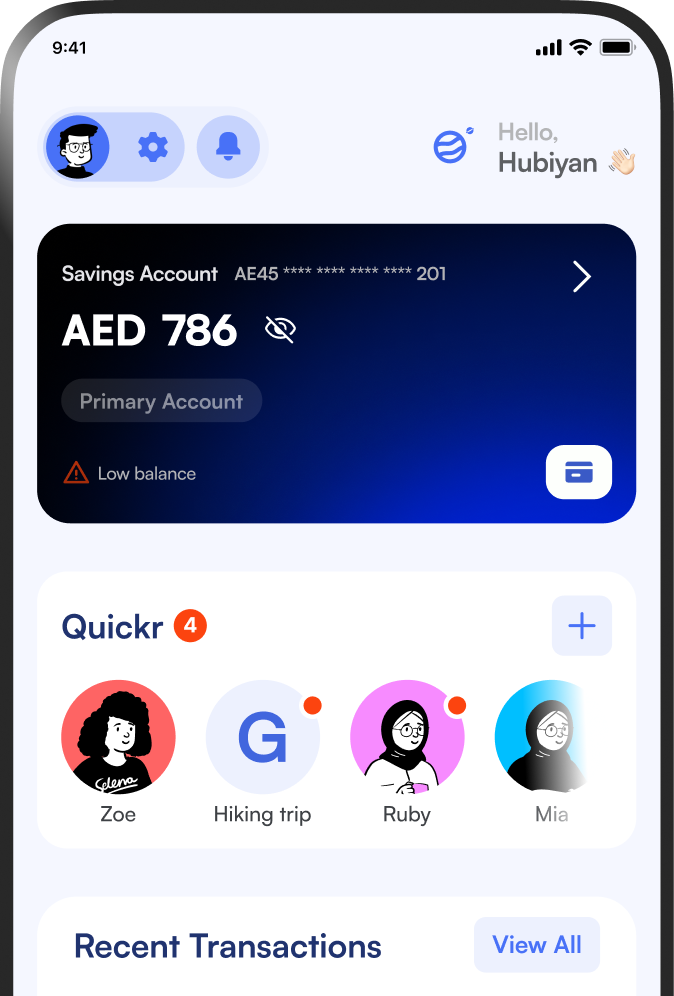 9:41
Hello,
Hubiyan 👋🏻
Savings Account AE45 **** **** **** **** 201
AED 786
Primary Account
Low balance
Quickr 4
Selena
G
Zoe Hiking trip Ruby Mia
Recent Transactions View All